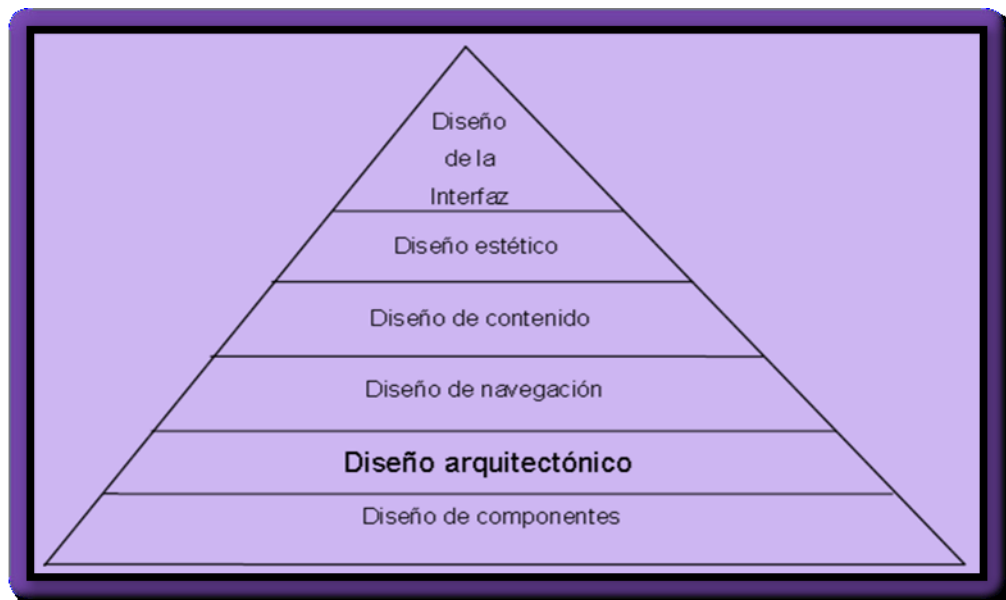 Diseño
de la
Interfaz
Diseño estético
Diseño de contenido
Diseño de navegación
Diseño arquitectónico
Diseño de componentes